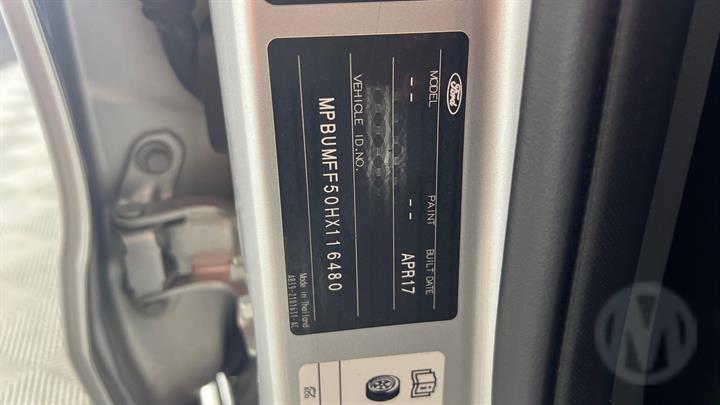 Ford
MODEL PAINT BUILT DATE
-- -- APR17
VEHICLE ID.NO.
MPBUMFF50HX116480
Made in Thailand